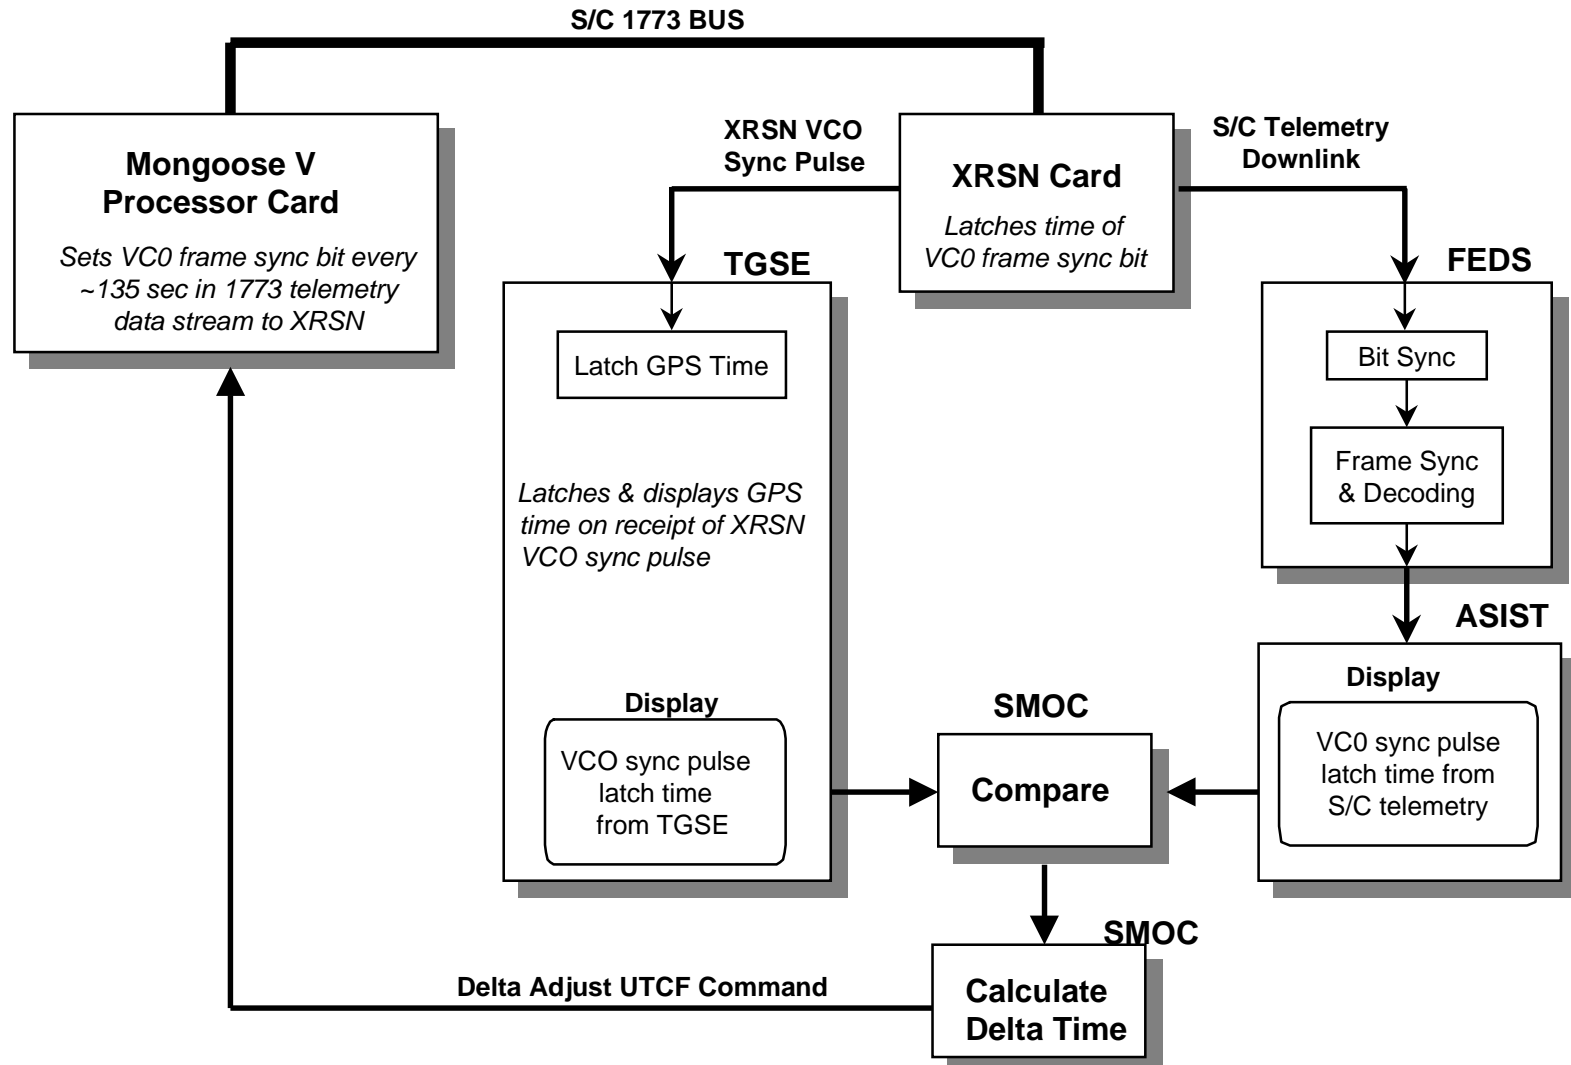 S/C 1773 BUS
Mongoose V
Processor Card
Sets VC0 frame sync bit every
~135 sec in 1773 telemetry
data stream to XRSN
XRSN VCO
Sync Pulse
XRSN Card
Latches time of
VC0 frame sync bit
S/C Telemetry
Downlink
TGSE
Latch GPS Time
Latches & displays GPS
time on receipt of XRSN
VCO sync pulse
Display
VCO sync pulse
latch time
from TGSE
FEDS
Bit Sync
Frame Sync
& Decoding
ASIST
Display
VC0 sync pulse
latch time from
S/C telemetry
SMOC
Compare
SMOC
Calculate
Delta Time
Delta Adjust UTCF Command